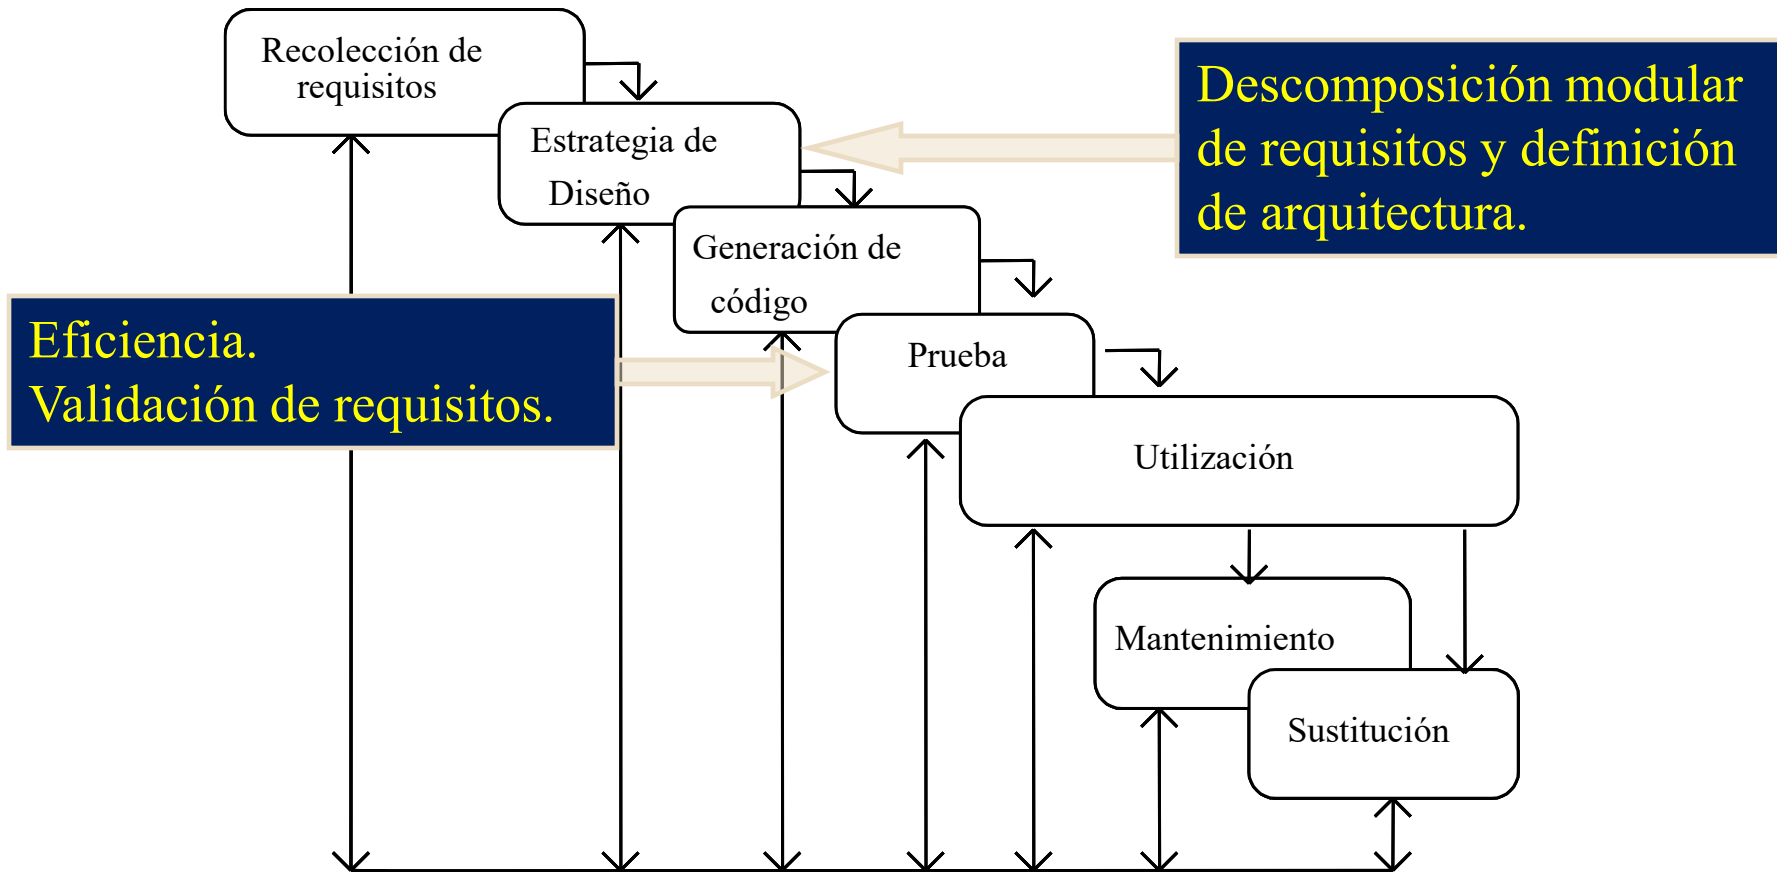 Recolección de
requisitos
Estrategia de
Diseño
Descomposición modular
de requisitos y definición
de arquitectura.
Generación de
código
Eficiencia.
Validación de requisitos.
Prueba
Utilización
Mantenimiento
Sustitución